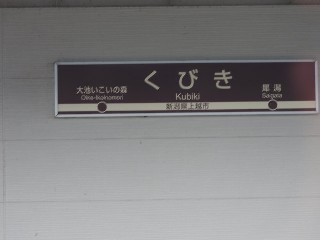 くびき
Kubiki
大池いこいの森
Ōike-Ikoinomori
犀潟
Saigata
新潟県上越市